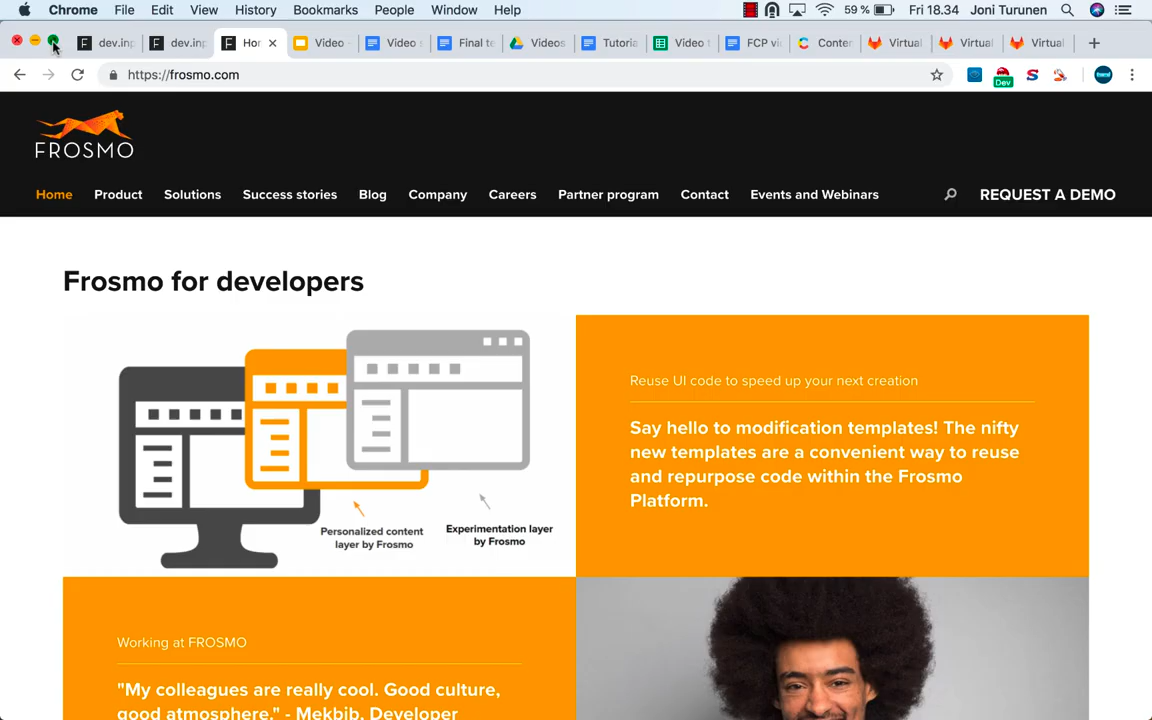 Chrome File Edit View History Bookmarks People Window Help 59 % Fri 18.34 Joni Turunen
dev.inp dev.inp Hor Video Video Final te Videos Tutoria Video t FCP vi Conter Virtual Virtual Virtual
https://frosmo.com
Dev
FROSMO
Home Product Solutions Success stories Blog Company Careers Partner program Contact Events and Webinars REQUEST A DEMO
Frosmo for developers
Personalized content
layer by Frosmo
Experimentation layer
by Frosmo
Reuse UI code to speed up your next creation
Say hello to modification templates! The nifty
new templates are a convenient way to reuse
and repurpose code within the Frosmo
Platform.
Working at FROSMO
"My colleagues are really cool. Good culture,
good atmosphere." - Mekbib, Developer